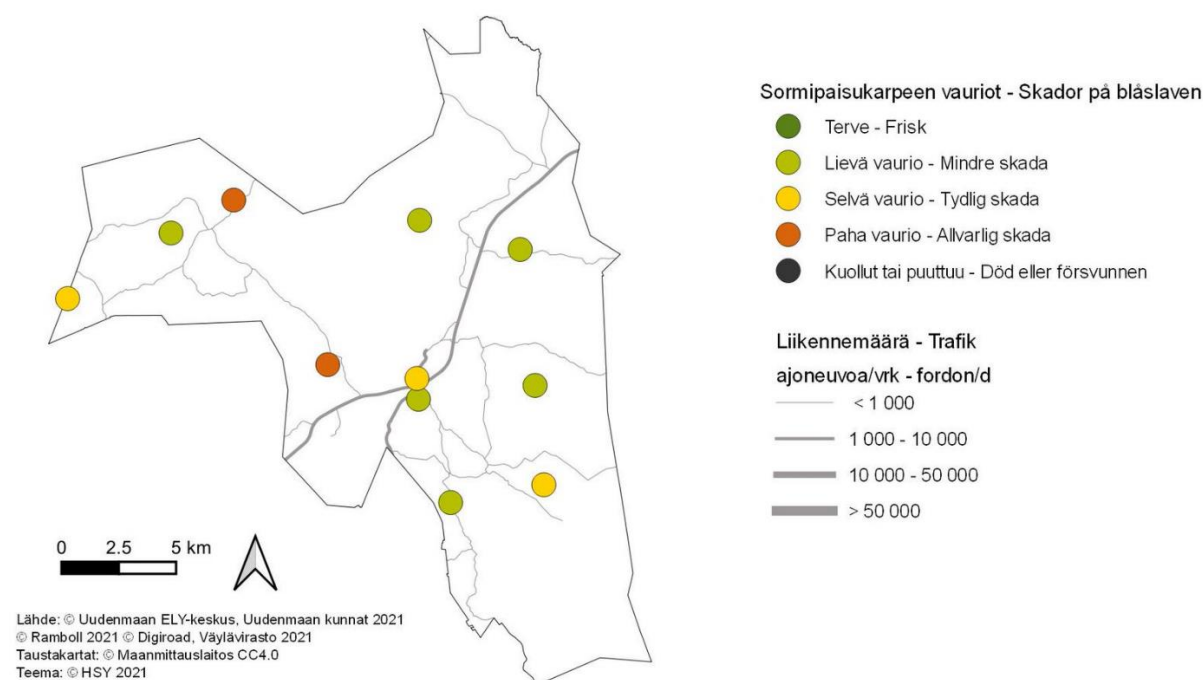 Sormipaisukarpeen vauriot - Skador på blåslaven
Terve - Frisk
Lievä vaurio - Mindre skada
Selvä vaurio - Tydlig skada
Paha vaurio - Allvarlig skada
Kuollut tai puuttuu - Död eller försvunnen
Liikennemäärä - Trafik
ajoneuvoa/vrk - fordon/d
< 1 000
1 000 - 10 000
10 000 - 50 000
> 50 000
0 2.5 5 km
Lähde: © Uudenmaan ELY-keskus, Uudenmaan kunnat 2021
© Ramboll 2021 © Digiroad, Väylävirasto 2021
Taustakartat: © Maanmittauslaitos CC4.0
Teema: © HSY 2021